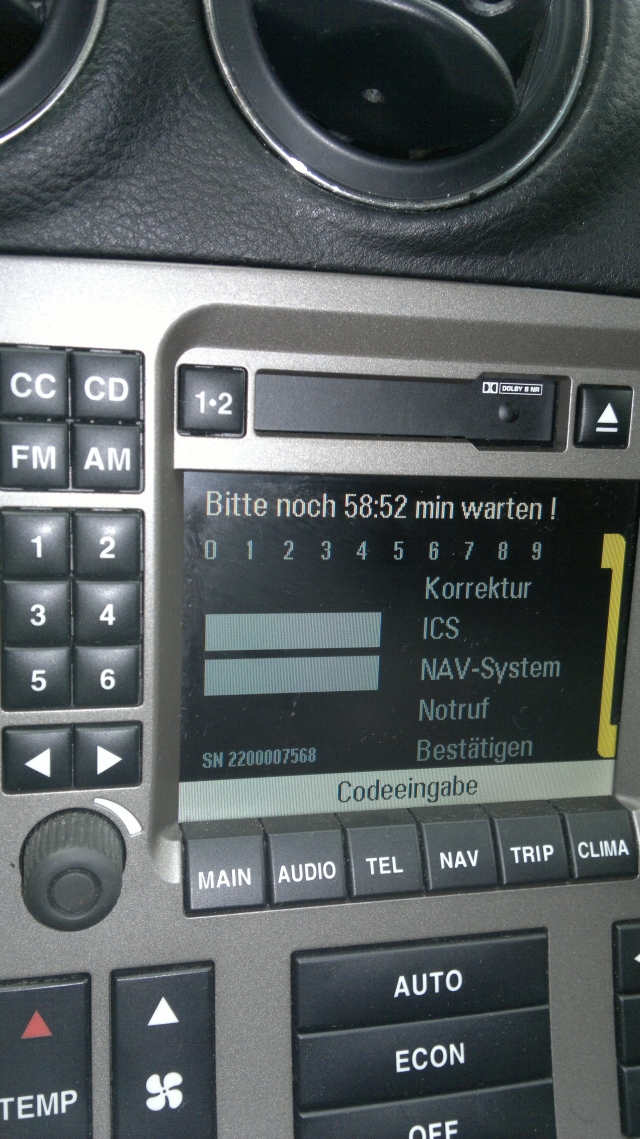 CC CD
FM AM
1•2
DOLBY B NR
1 2
3 4
5 6
Bitte noch 58:52 min warten !
0 1 2 3 4 5 6 7 8 9
Korrektur
ICS
NAV-System
Notruf
SN 2200007568
Bestätigen
Codeeingabe
MAIN AUDIO TEL NAV TRIP CLIMA
TEMP
AUTO
ECON
OFF